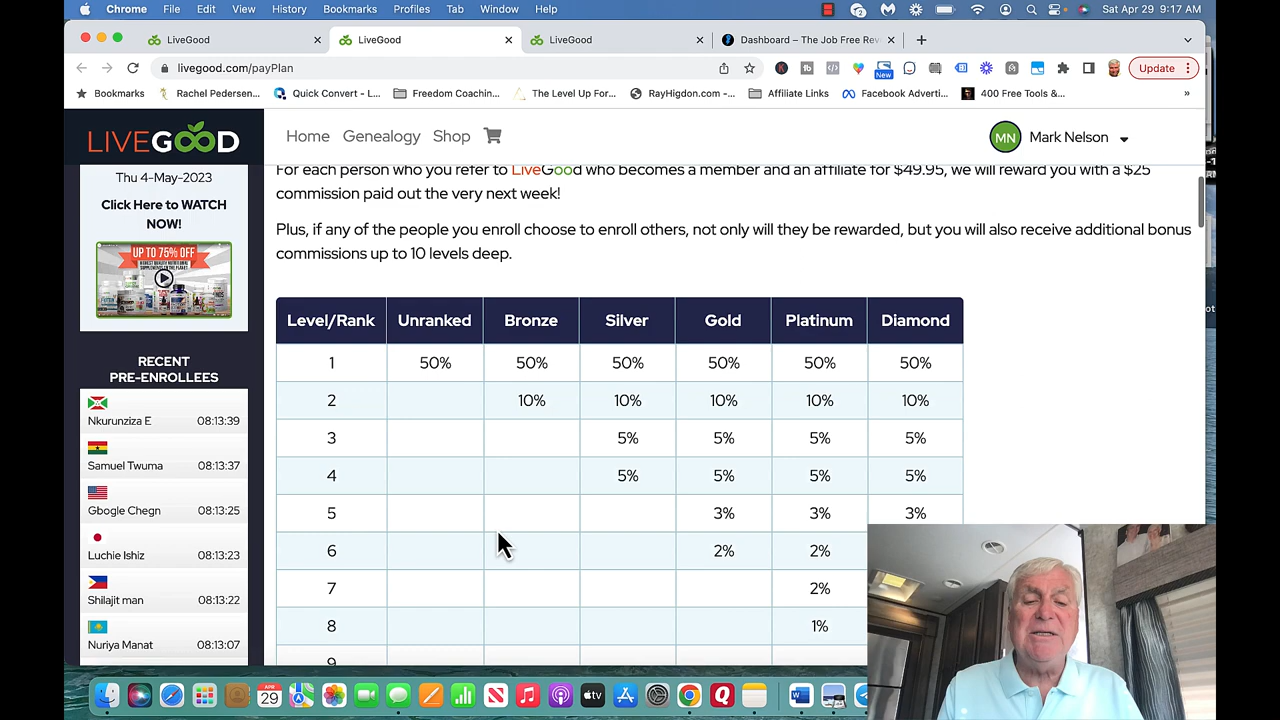 Chrome File Edit View History Bookmarks Profiles Tab Window Help 2 Sat Apr 29 9:17 AM
LiveGood LiveGood LiveGood Dashboard – The Job Free Rev
livegood.com/payPlan New Update
Bookmarks Rachel Pedersen... Quick Convert - L... Freedom Coachin... The Level Up For... RayHigdon.com -... Affiliate Links Facebook Adverti... 400 Free Tools &... »
LIVEGOOD Home Genealogy Shop MN Mark Nelson
Thu 4-May-2023
Click Here to WATCH
NOW!
UP TO 75% OFF
RECENT
PRE-ENROLLEES
Nkurunziza E 08:13:39
Samuel Twuma 08:13:37
Gbogle Chegn 08:13:25
Luchie Ishiz 08:13:23
Shilajit man 08:13:22
Nuriya Manat 08:13:07
For each person who you refer to LiveGood who becomes a member and an affiliate for $49.95, we will reward you with a $25
commission paid out the very next week!
Plus, if any of the people you enroll choose to enroll others, not only will they be rewarded, but you will also receive additional bonus
commissions up to 10 levels deep.
Level/Rank Unranked Bronze Silver Gold Platinum Diamond
1 50% 50% 50% 50% 50% 50%
2 10% 10% 10% 10% 10%
3 5% 5% 5% 5%
4 5% 5% 5% 5%
5 3% 3% 3%
6 2% 2%
7 2%
8 1%
9
APR
29